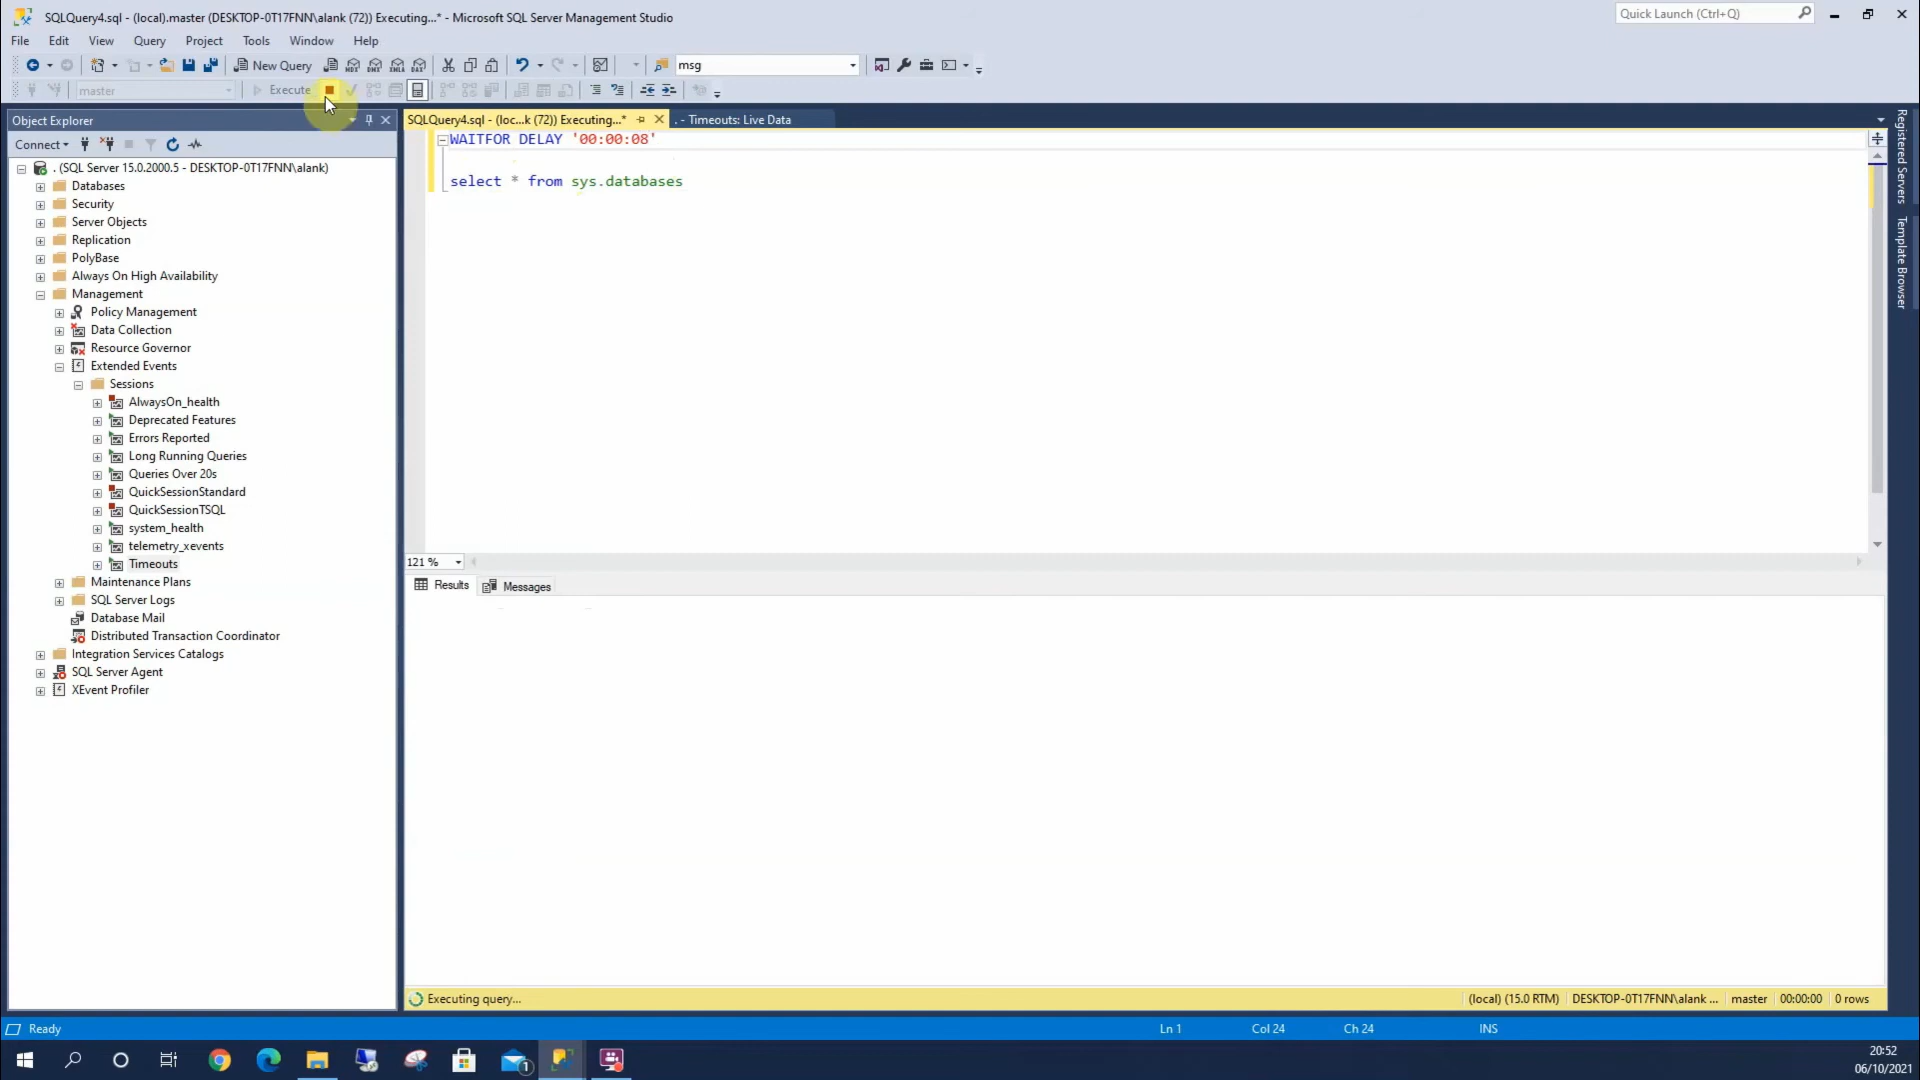 SQLQuery4.sql - (local).master (DESKTOP-0T17FNN\alank (72)) Executing...* - Microsoft SQL Server Management Studio
Quick Launch (Ctrl+Q)
File Edit View Query Project Tools Window Help
New Query
MDX DMX XMLA DAX
msg
master
Execute
Object Explorer
SQLQuery4.sql - (loc...k (72)) Executing...*
. - Timeouts: Live Data
Connect
WAITFOR DELAY '00:00:08'
select * from sys.databases
. (SQL Server 15.0.2000.5 - DESKTOP-0T17FNN\alank)
Databases
Security
Server Objects
Replication
PolyBase
Always On High Availability
Management
Policy Management
Data Collection
Resource Governor
Extended Events
Sessions
AlwaysOn_health
Deprecated Features
Errors Reported
Long Running Queries
Queries Over 20s
QuickSessionStandard
QuickSessionTSQL
system_health
telemetry_xevents
Timeouts
Maintenance Plans
SQL Server Logs
Database Mail
Distributed Transaction Coordinator
Integration Services Catalogs
SQL Server Agent
XEvent Profiler
Registered Servers
Template Browser
121 %
Results Messages
Executing query...
(local) (15.0 RTM) DESKTOP-0T17FNN\alank ... master 00:00:00 0 rows
Ready
Ln 1 Col 24 Ch 24 INS
1
20:52
06/10/2021